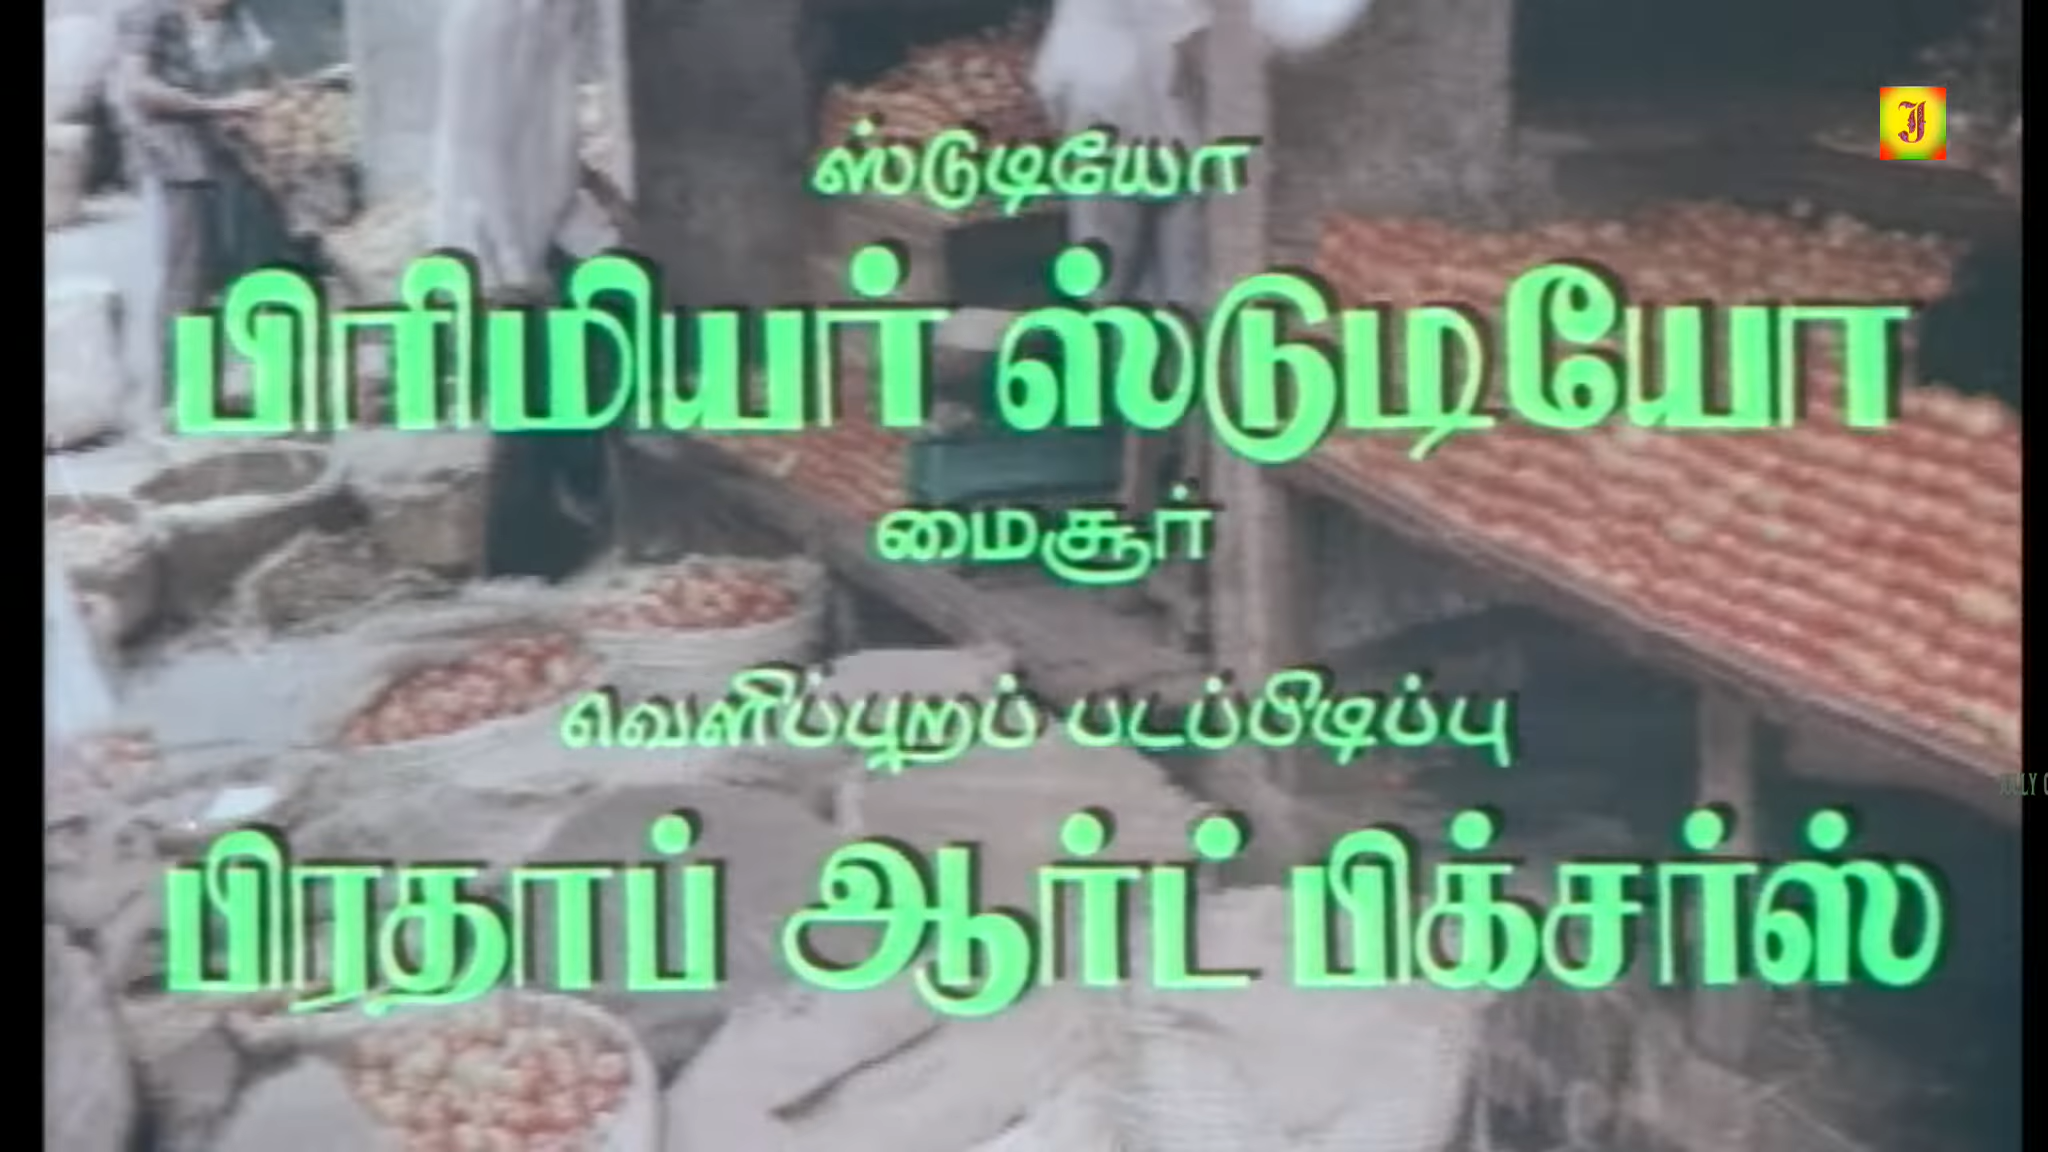 ஸ்டுடியோ
பிரிமியர் ஸ்டுடியோ
மைசூர்
வெளிப்புறப் படப்பிடிப்பு
பிரதாப் ஆர்ட் பிக்சர்ஸ்
J